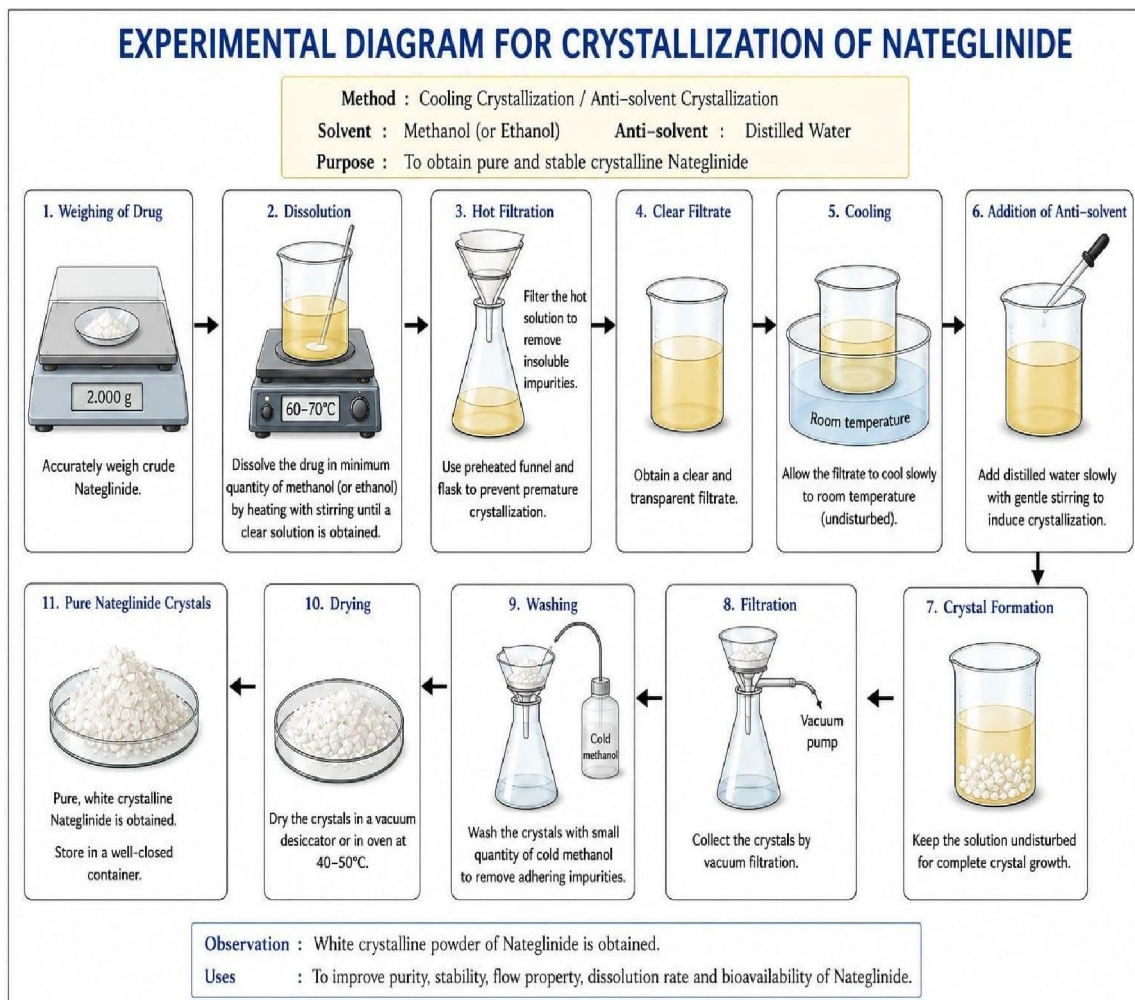 EXPERIMENTAL DIAGRAM FOR CRYSTALLIZATION OF NATEGLINIDE
Method : Cooling Crystallization / Anti-solvent Crystallization
Solvent : Methanol (or Ethanol) Anti-solvent : Distilled Water
Purpose : To obtain pure and stable crystalline Nateglinide
1. Weighing of Drug
2.000 g
Accurately weigh crude
Nateglinide.
2. Dissolution
60-70°C
Dissolve the drug in minimum
quantity of methanol (or ethanol)
by heating with stirring until a
clear solution is obtained.
3. Hot Filtration
Filter the hot
solution to
remove
insoluble
impurities.
Use preheated funnel and
flask to prevent premature
crystallization.
4. Clear Filtrate
Obtain a clear and
transparent filtrate.
5. Cooling
Room temperature
Allow the filtrate to cool slowly
to room temperature
(undisturbed).
6. Addition of Anti-solvent
Add distilled water slowly
with gentle stirring to
induce crystallization.
7. Crystal Formation
Keep the solution undisturbed
for complete crystal growth.
8. Filtration
Vacuum
pump
Collect the crystals by
vacuum filtration.
9. Washing
Cold
methanol
Wash the crystals with small
quantity of cold methanol
to remove adhering impurities.
10. Drying
Dry the crystals in a vacuum
desiccator or in oven at
40-50°C.
11. Pure Nateglinide Crystals
Pure, white crystalline
Nateglinide is obtained.
Store in a well-closed
container.
Observation : White crystalline powder of Nateglinide is obtained.
Uses : To improve purity, stability, flow property, dissolution rate and bioavailability of Nateglinide.